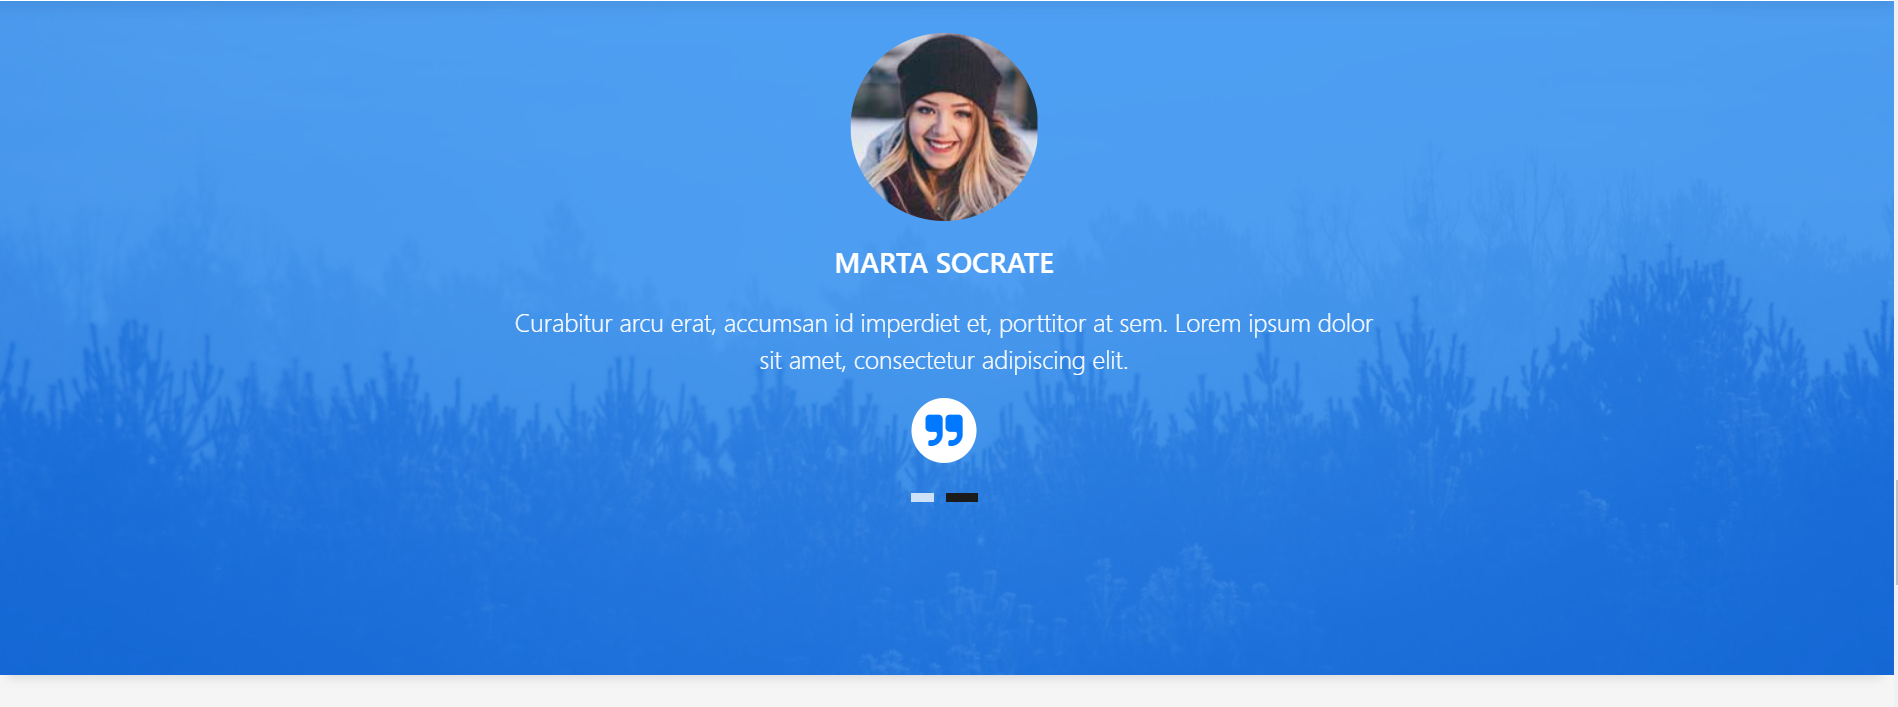 MARTA SOCRATE
Curabitur arcu erat, accumsan id imperdiet et, porttitor at sem. Lorem ipsum dolor
sit amet, consectetur adipiscing elit.